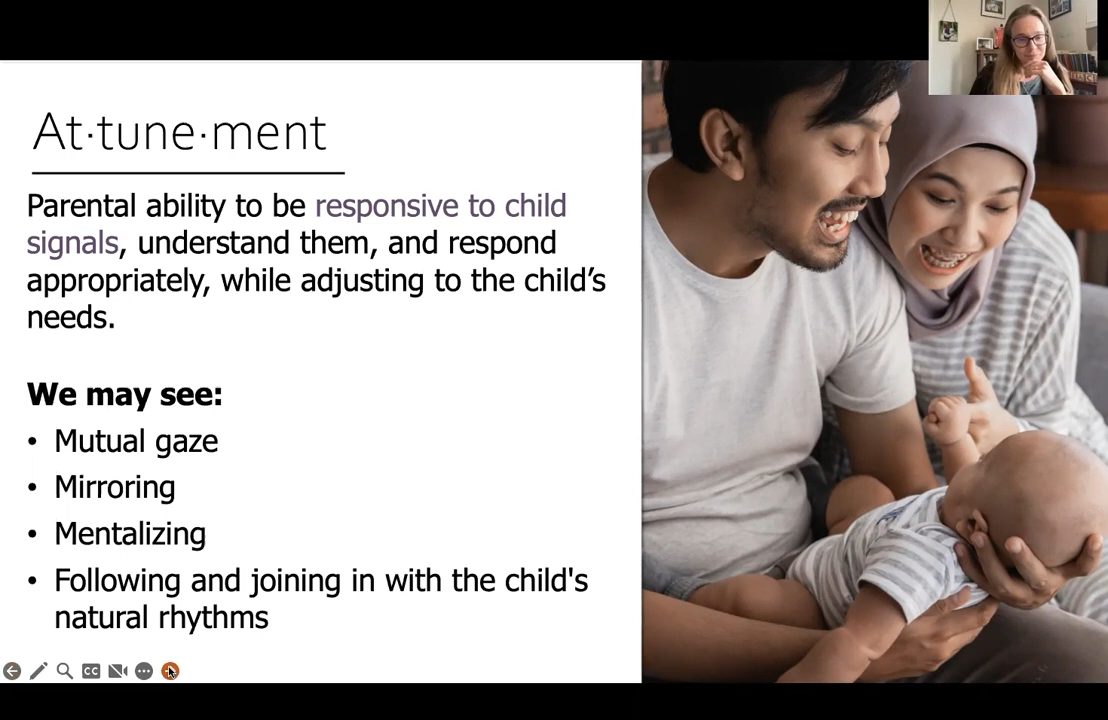 At·tune·ment
Parental ability to be responsive to child
signals, understand them, and respond
appropriately, while adjusting to the child’s
needs.
We may see:
• Mutual gaze
• Mirroring
• Mentalizing
• Following and joining in with the child's
natural rhythms
CC